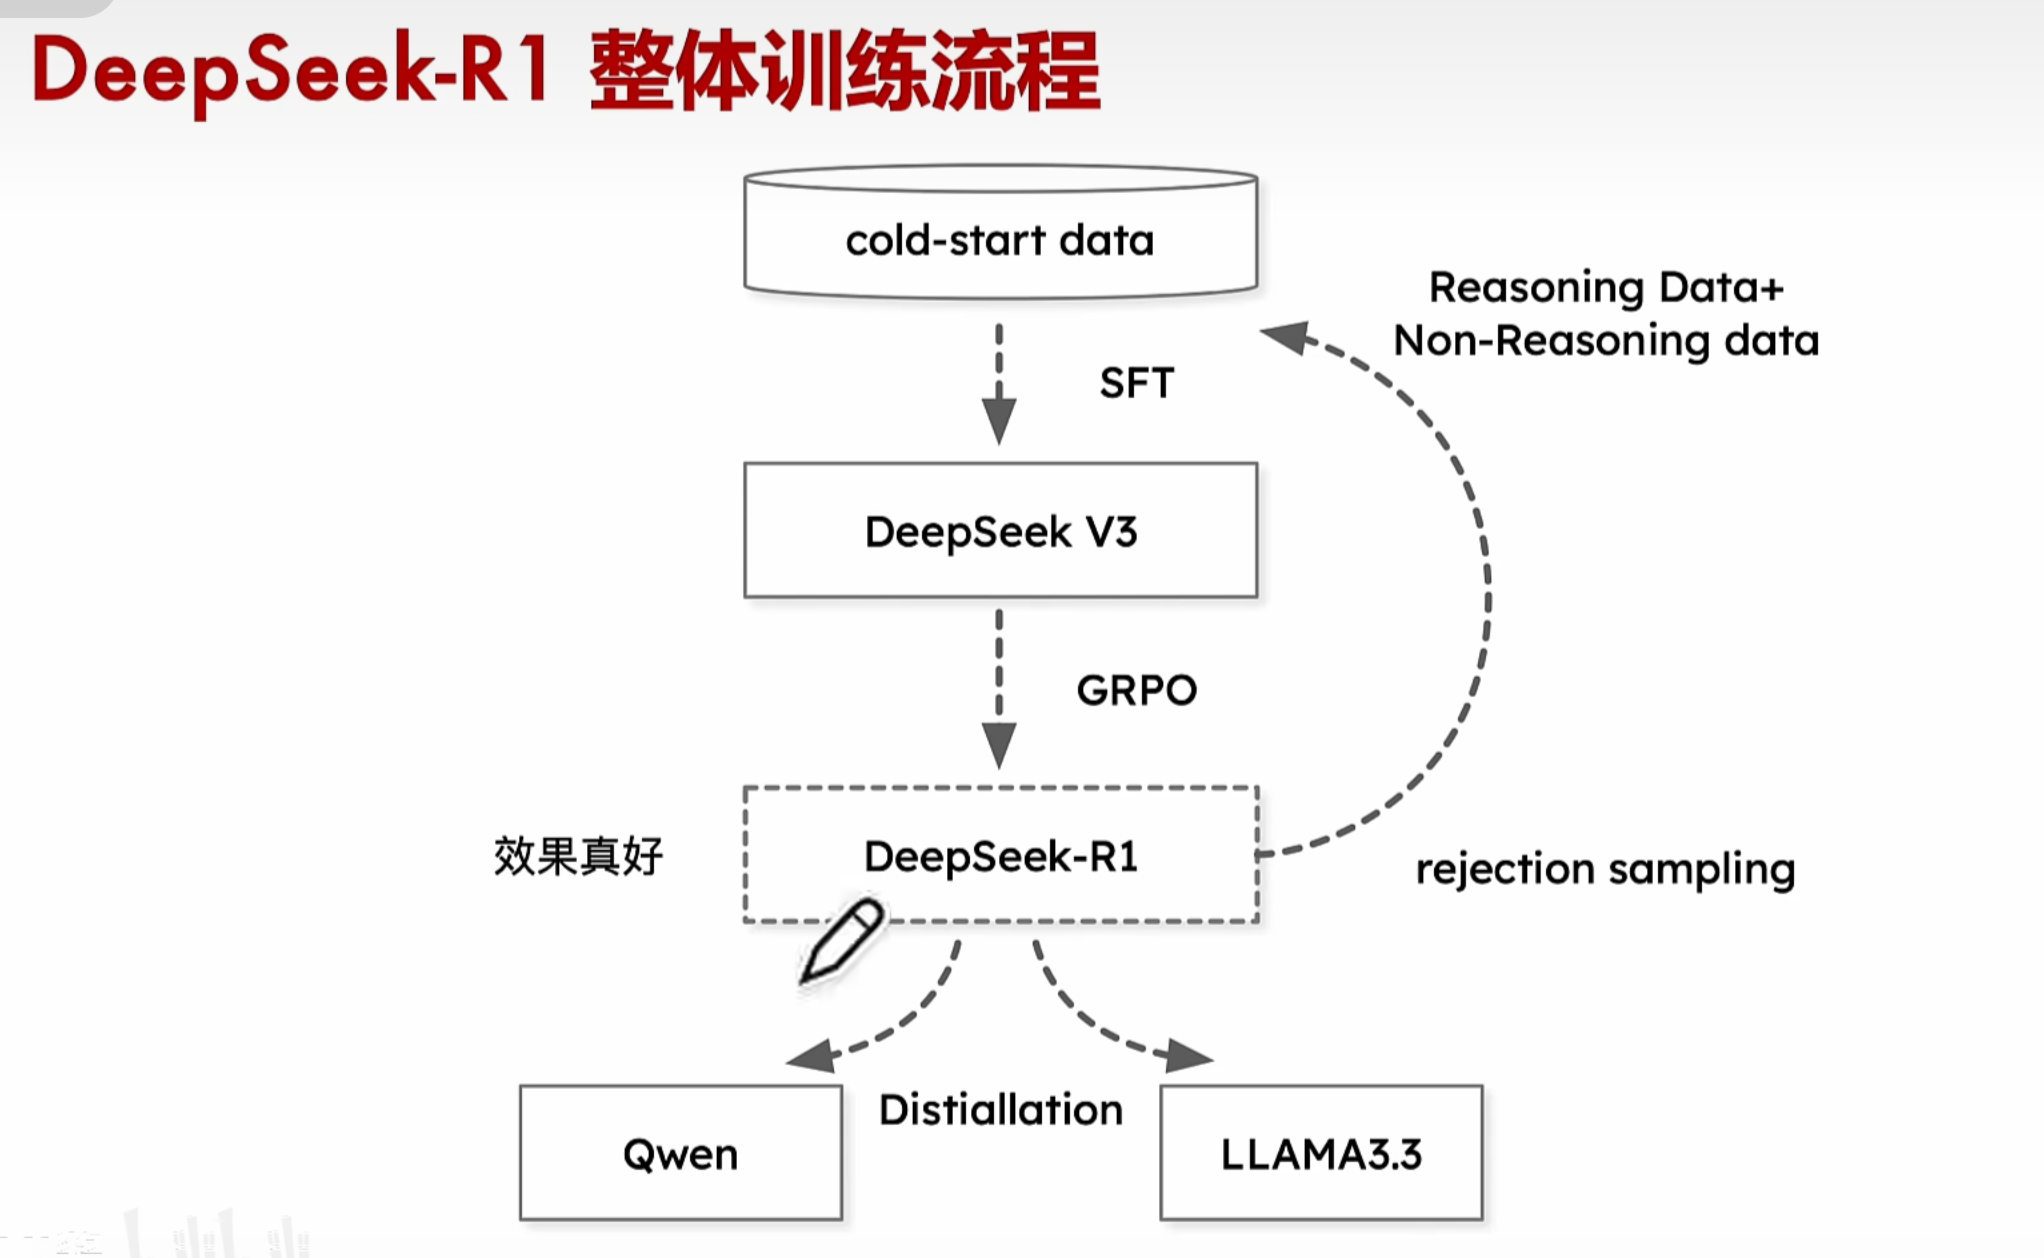 DeepSeek-R1 整体训练流程
cold-start data
Reasoning Data+
Non-Reasoning data
SFT
DeepSeek V3
GRPO
效果真好
DeepSeek-R1
rejection sampling
Distiallation
Qwen
LLAMA3.3